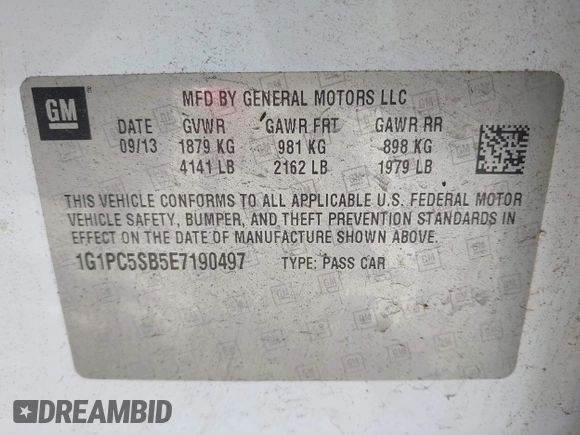 GM
MFD BY GENERAL MOTORS LLC
DATE GVWR GAWR FRT GAWR RR
09/13 1879 KG 981 KG 898 KG
4141 LB 2162 LB 1979 LB
THIS VEHICLE CONFORMS TO ALL APPLICABLE U.S. FEDERAL MOTOR
VEHICLE SAFETY, BUMPER, AND THEFT PREVENTION STANDARDS IN
EFFECT ON THE DATE OF MANUFACTURE SHOWN ABOVE.
1G1PC5SB5E7190497 TYPE: PASS CAR
DREAMBID